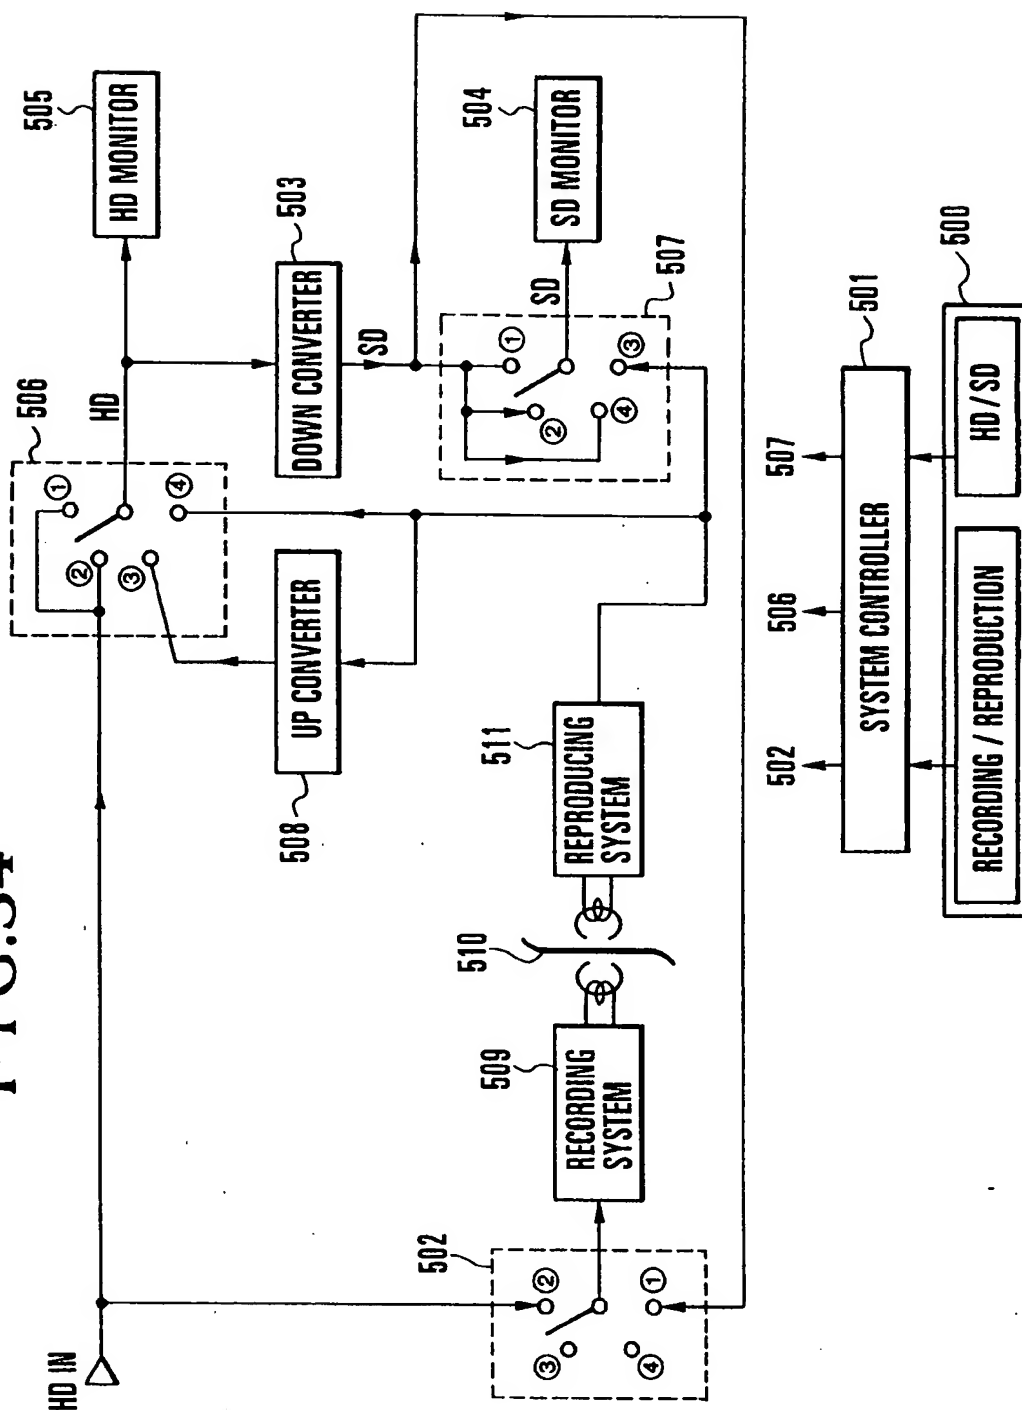 FIG.54
HD IN
506
①
②
③
④
HD
505
HD MONITOR
503
DOWN CONVERTER
SD
508
UP CONVERTER
507
①
②
③
④
SD
504
SD MONITOR
502
②
①
③
④
509
RECORDING
SYSTEM
510
511
REPRODUCING
SYSTEM
502
506
507
501
SYSTEM CONTROLLER
500
RECORDING / REPRODUCTION
HD / SD